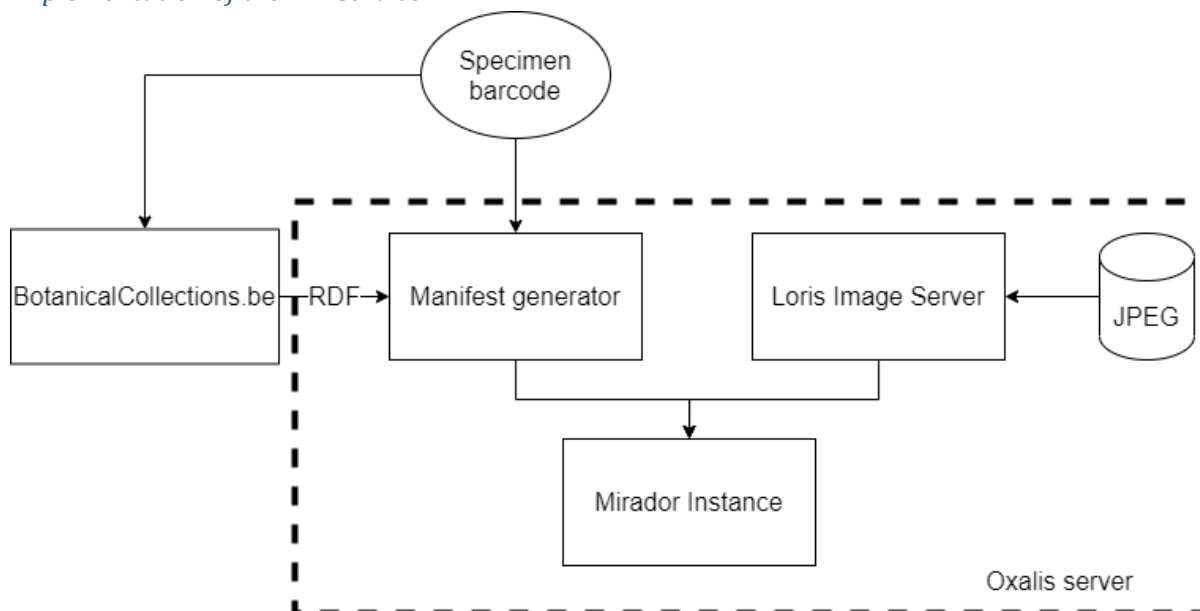 Specimen
barcode
BotanicalCollections.be
RDF
Manifest generator
Loris Image Server
JPEG
Mirador Instance
Oxalis server